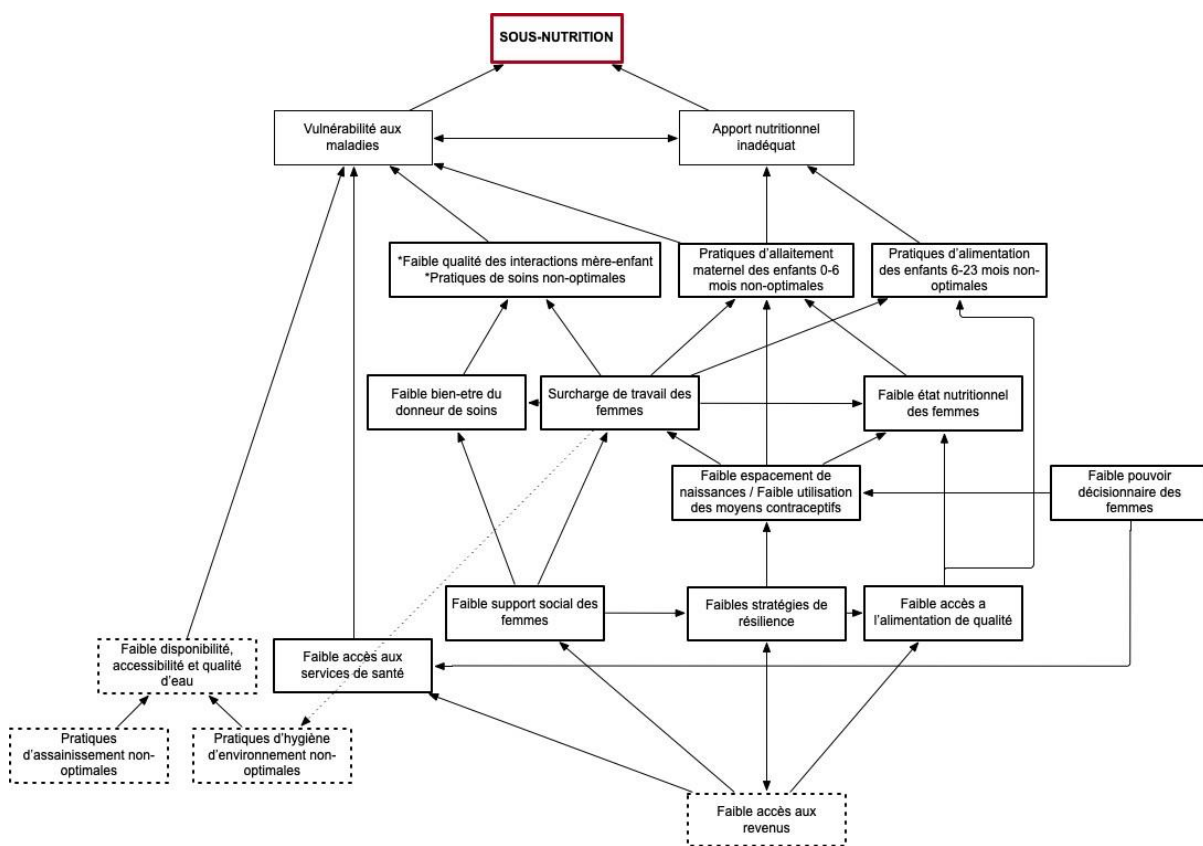 SOUS-NUTRITION
Vulnérabilité aux
maladies
Apport nutritionnel
inadéquat
*Faible qualité des interactions mère-enfant
*Pratiques de soins non-optimales
Pratiques d'allaitement
maternel des enfants 0-6
mois non-optimales
Pratiques d'alimentation
des enfants 6-23 mois non-
optimales
Faible bien-etre du
donneur de soins
Surcharge de travail des
femmes
Faible état nutritionnel
des femmes
Faible espacement de
naissances / Faible utilisation
des moyens contraceptifs
Faible pouvoir
décisionnaire des
femmes
Faible support social des
femmes
Faibles stratégies de
résilience
Faible accès a
l'alimentation de qualité
Faible disponibilité,
accessibilité et qualité
d'eau
Faible accès aux
services de santé
Pratiques
d'assainissement non-
optimales
Pratiques d'hygiène
d'environnement non-
optimales
Faible accès aux
revenus